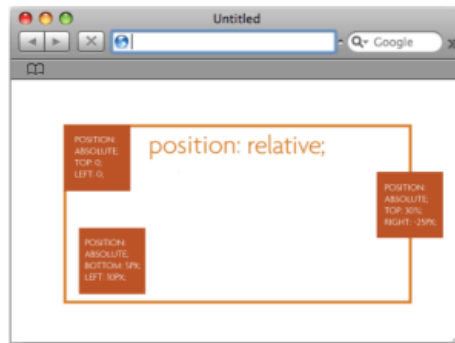 Untitled
Google
POSITION:
ABSOLUTE;
TOP: 0;
LEFT: 0;
position: relative;
POSITION:
ABSOLUTE;
TOP: 30%;
RIGHT: -25PX;
POSITION:
ABSOLUTE;
BOTTOM: 5PX;
LEFT: 10PX;